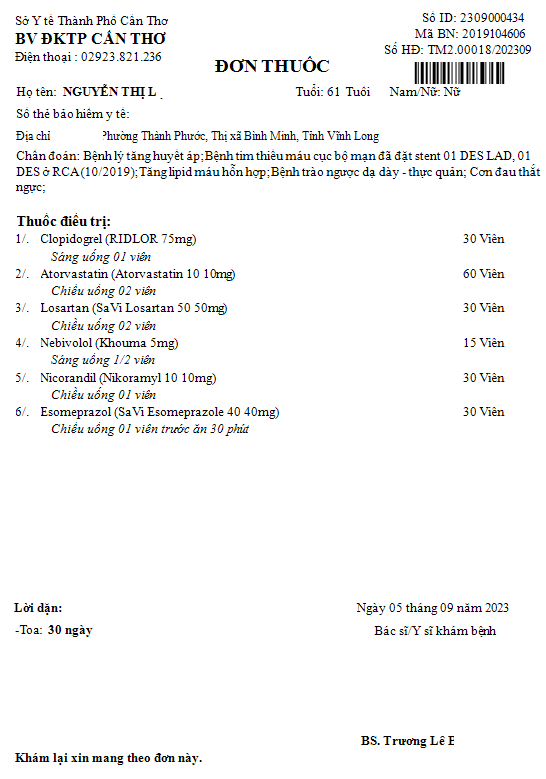 Sở Y tế Thành Phố Cần Thơ
BV ĐKTP CẦN THƠ
Điện thoại : 02923.821.236
Số ID: 2309000434
Mã BN: 2019104606
Số HĐ: TM2.00018/202309
ĐƠN THUỐC
Họ tên: NGUYỄN THỊ L Tuổi: 61 Tuổi Nam/Nữ: Nữ
Số thẻ bảo hiểm y tế:
Địa chỉ Phường Thành Phước, Thị xã Bình Minh, Tỉnh Vĩnh Long
Chẩn đoán: Bệnh lý tăng huyết áp;Bệnh tim thiếu máu cục bộ mạn đã đặt stent 01 DES LAD, 01
DES ở RCA(10/2019);Tăng lipid máu hỗn hợp;Bệnh trào ngược dạ dày - thực quản; Cơn đau thắt
ngực;
Thuốc điều trị:
1/. Clopidogrel (RIDLOR 75mg) 30 Viên
Sáng uống 01 viên
2/. Atorvastatin (Atorvastatin 10 10mg) 60 Viên
Chiều uống 02 viên
3/. Losartan (SaVi Losartan 50 50mg) 30 Viên
Chiều uống 02 viên
4/. Nebivolol (Khouma 5mg) 15 Viên
Sáng uống 1/2 viên
5/. Nicorandil (Nikoramyl 10 10mg) 30 Viên
Chiều uống 01 viên
6/. Esomeprazol (SaVi Esomeprazole 40 40mg) 30 Viên
Chiều uống 01 viên trước ăn 30 phút
Lời dặn:
-Toa: 30 ngày
Ngày 05 tháng 09 năm 2023
Bác sĩ/Y sĩ khám bệnh
BS. Trương Lê
Khám lại xin mang theo đơn này.